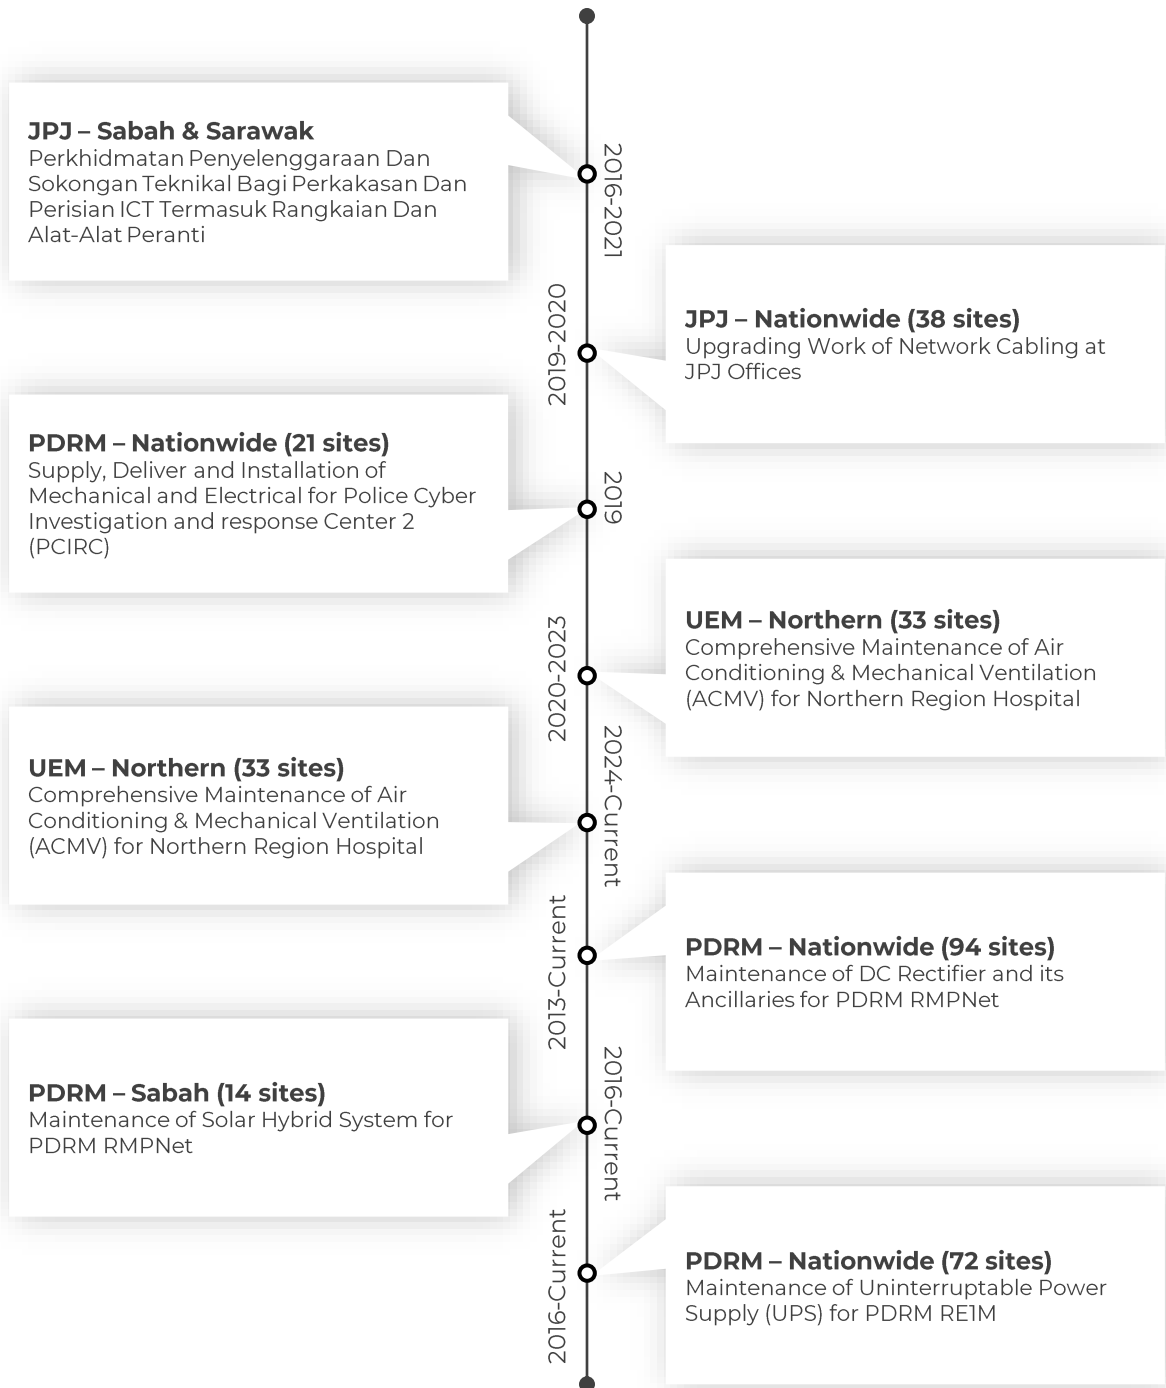 JPJ – Sabah & Sarawak
Perkhidmatan Penyelenggaraan Dan
Sokongan Teknikal Bagi Perkakasan Dan
Perisian ICT Termasuk Rangkaian Dan
Alat-Alat Peranti
2016-2021
2019-2020
JPJ – Nationwide (38 sites)
Upgrading Work of Network Cabling at
JPJ Offices
PDRM – Nationwide (21 sites)
Supply, Deliver and Installation of
Mechanical and Electrical for Police Cyber
Investigation and response Center 2
(PCIRC)
2019
2020-2023
UEM – Northern (33 sites)
Comprehensive Maintenance of Air
Conditioning & Mechanical Ventilation
(ACMV) for Northern Region Hospital
UEM – Northern (33 sites)
Comprehensive Maintenance of Air
Conditioning & Mechanical Ventilation
(ACMV) for Northern Region Hospital
2024-Current
2013-Current
PDRM – Nationwide (94 sites)
Maintenance of DC Rectifier and its
Ancillaries for PDRM RMPNet
PDRM – Sabah (14 sites)
Maintenance of Solar Hybrid System for
PDRM RMPNet
2016-Current
2016-Current
PDRM – Nationwide (72 sites)
Maintenance of Uninterruptable Power
Supply (UPS) for PDRM RE1M